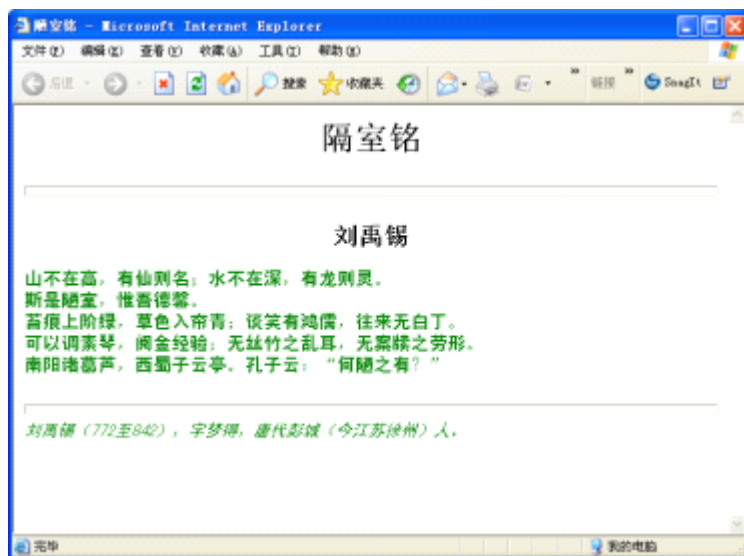 陋室铭 - Microsoft Internet Explorer
文件(F) 编辑(E) 查看(V) 收藏(A) 工具(T) 帮助(H)
后退 搜索 收藏夹 链接 SnagIt
隔室铭
刘禹锡
山不在高，有仙则名；水不在深，有龙则灵。
斯是陋室，惟吾德馨。
苔痕上阶绿，草色入帘青；谈笑有鸿儒，往来无白丁。
可以调素琴，阅金经验；无丝竹之乱耳，无案牍之劳形。
南阳诸葛芦，西蜀子云亭。孔子云：“何陋之有？”
刘禹锡（772至842），字梦得，唐代彭城（今江苏徐州）人。
完毕 我的电脑